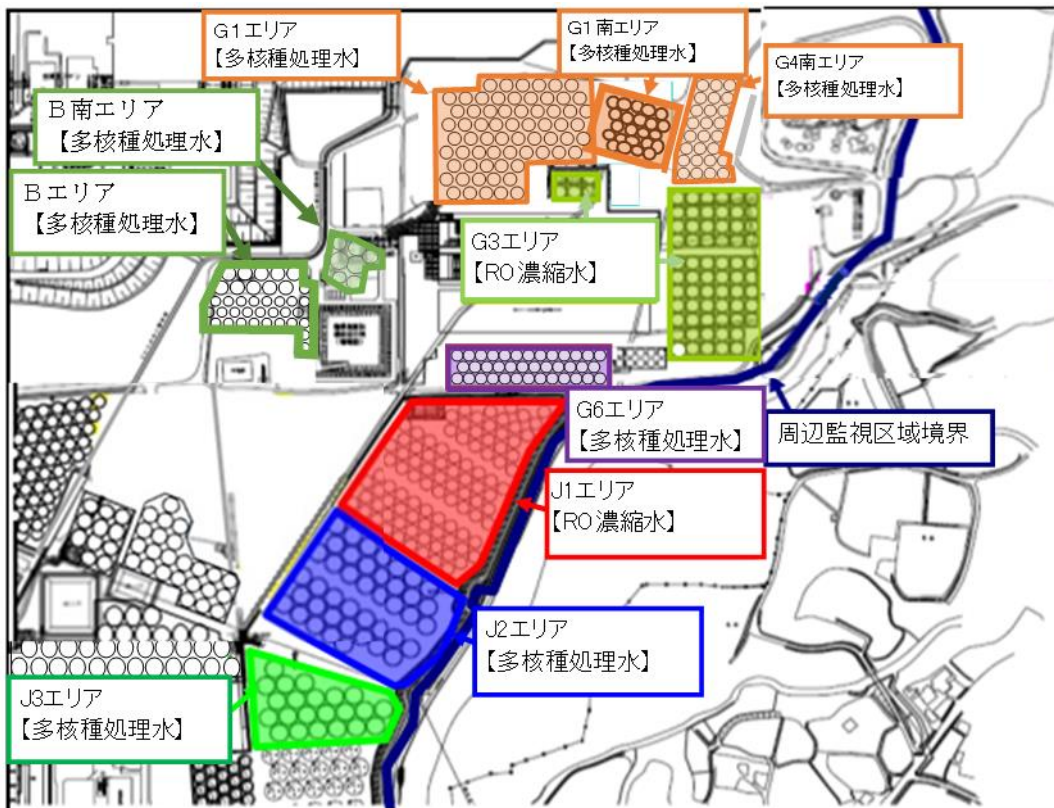 G1エリア
【多核種処理水】
G1南エリア
【多核種処理水】
G4南エリア
【多核種処理水】
B南エリア
【多核種処理水】
Bエリア
【多核種処理水】
G3エリア
【RO濃縮水】
G6エリア
【多核種処理水】
周辺監視区域境界
J1エリア
【RO濃縮水】
J2エリア
【多核種処理水】
J3エリア
【多核種処理水】